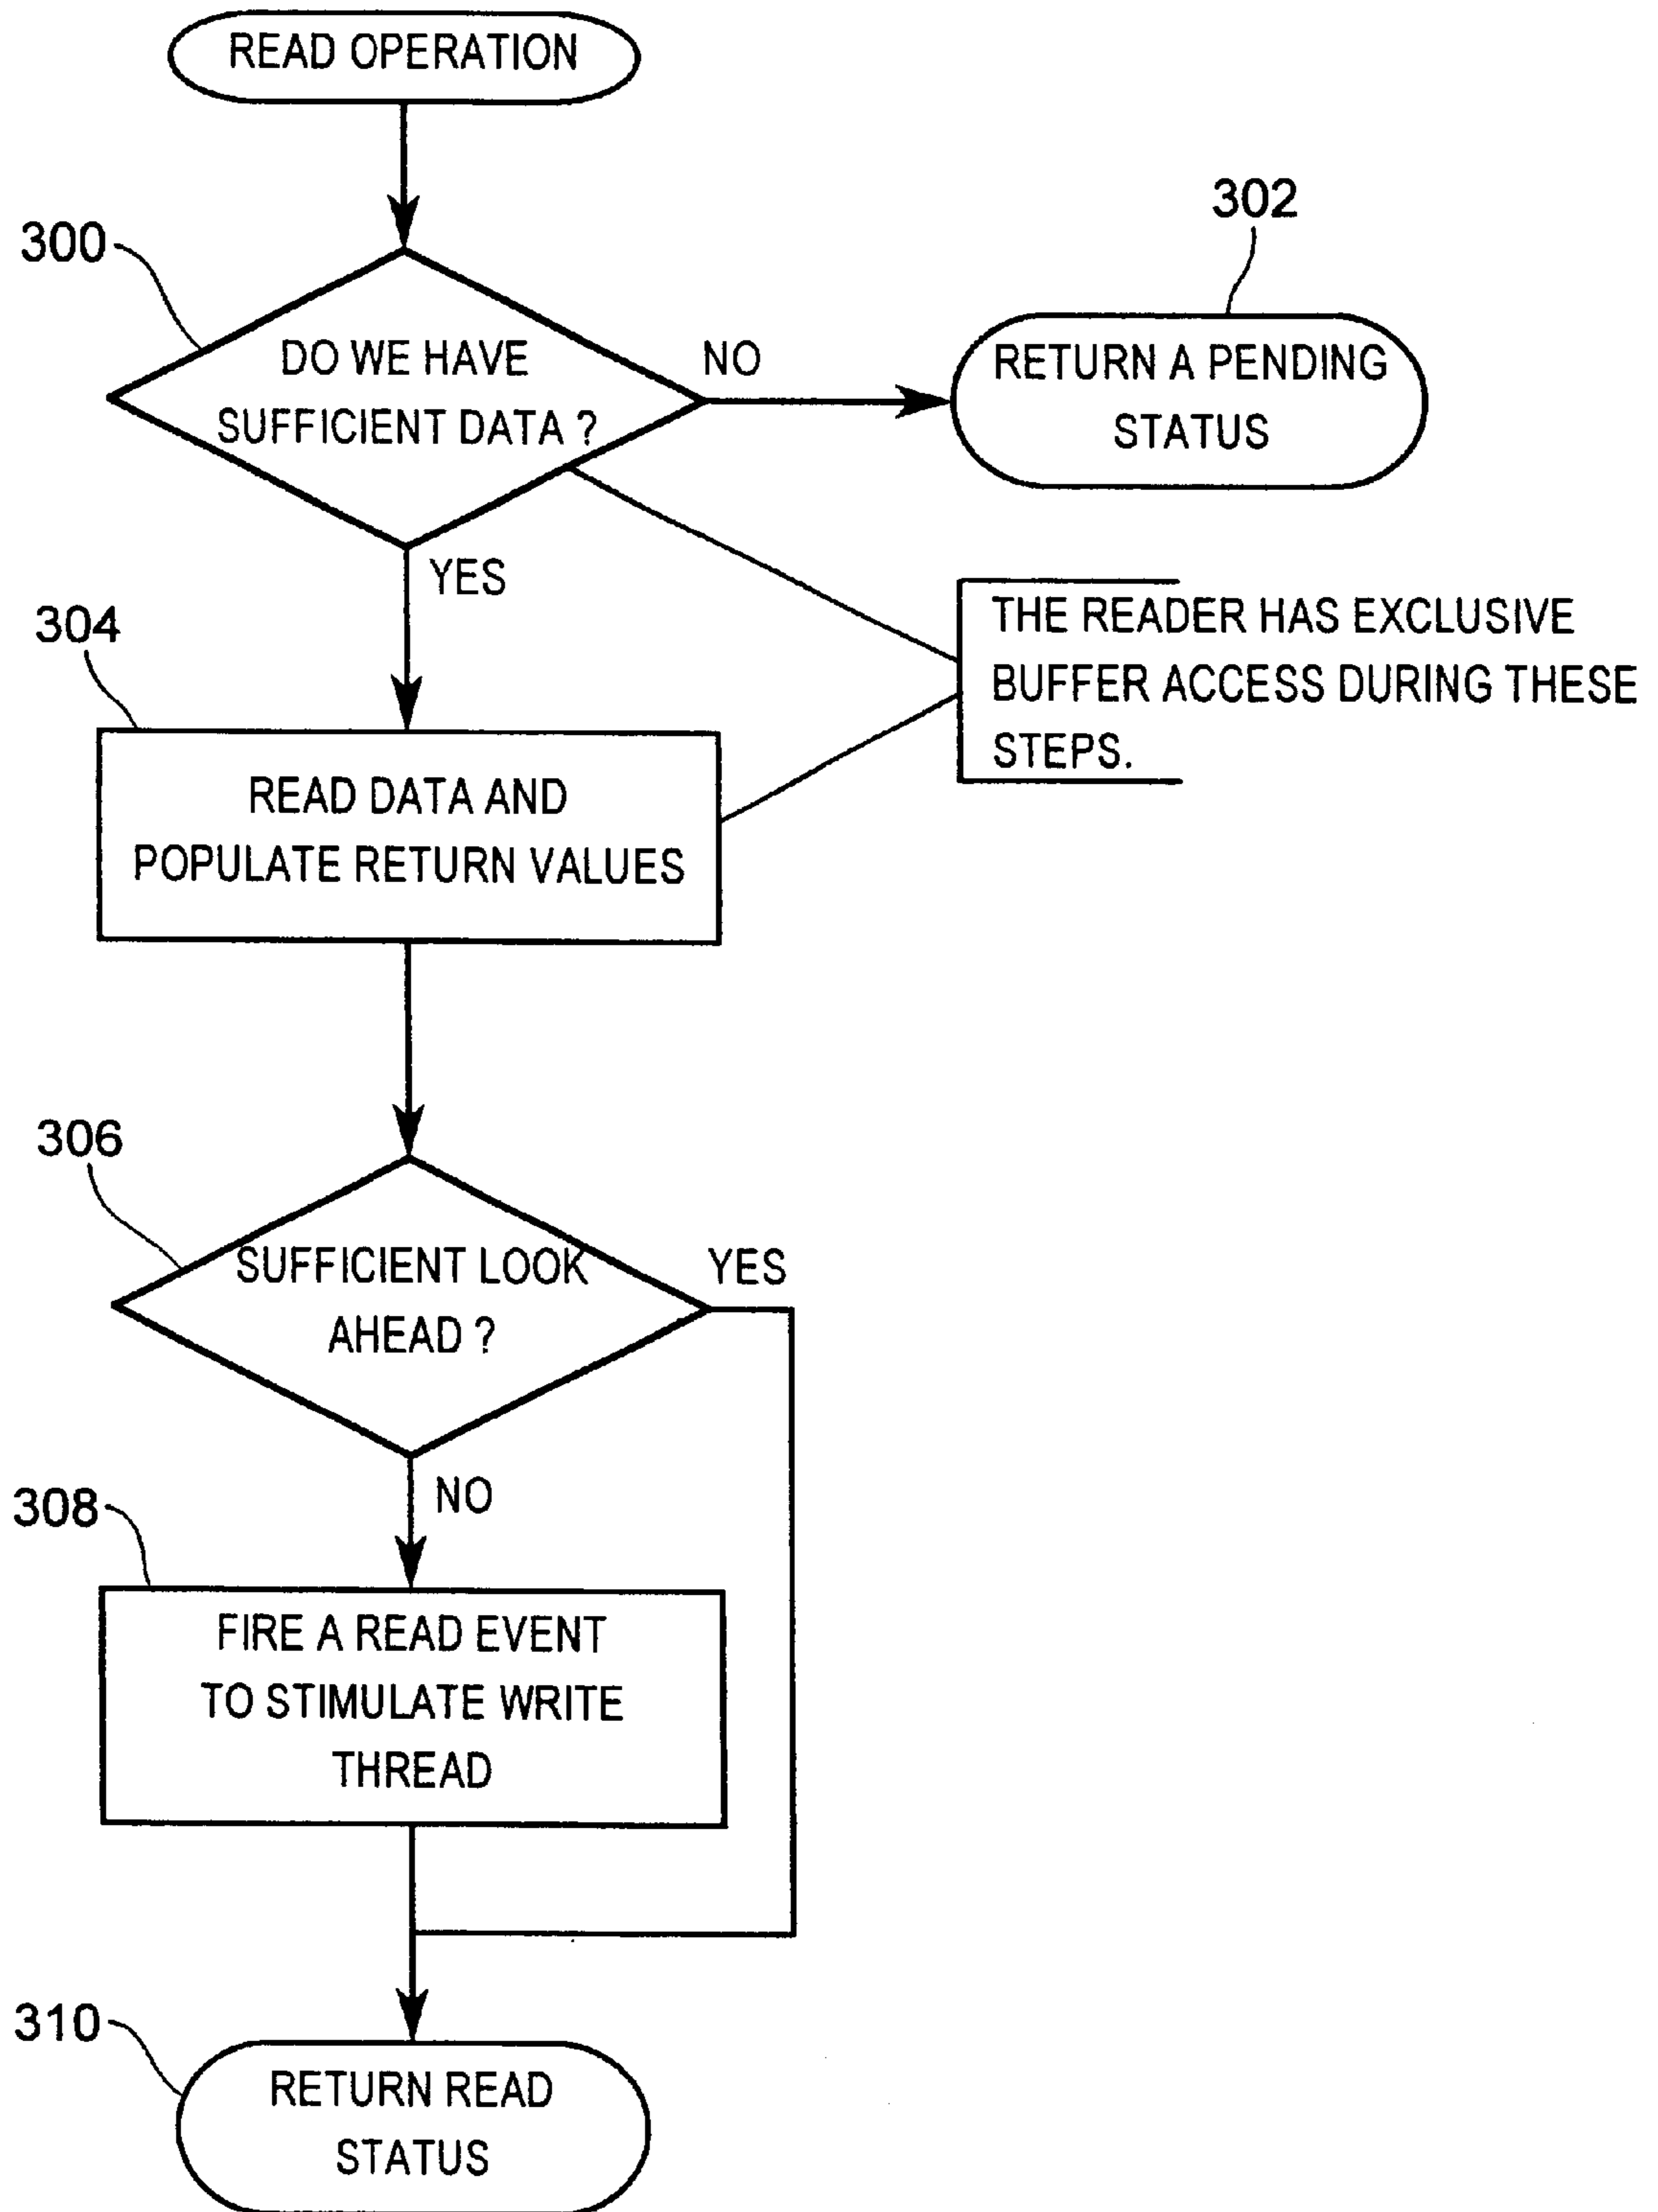 READ OPERATION
302
300
DO WE HAVE
SUFFICIENT DATA ?
NO
RETURN A PENDING
STATUS
YES
THE READER HAS EXCLUSIVE
BUFFER ACCESS DURING THESE
STEPS.
304
READ DATA AND
POPULATE RETURN VALUES
306
SUFFICIENT LOOK
AHEAD ?
YES
NO
308
FIRE A READ EVENT
TO STIMULATE WRITE
THREAD
310
RETURN READ
STATUS